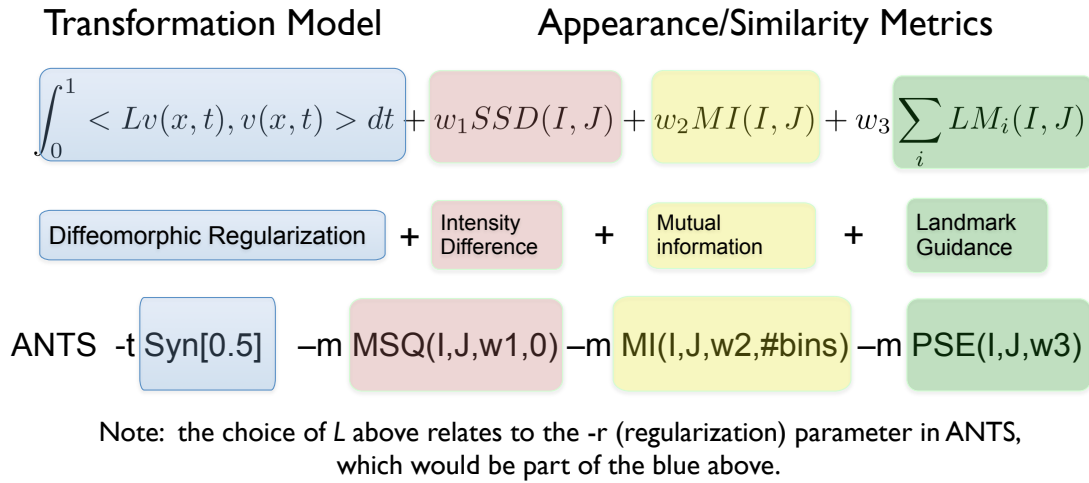 Transformation Model Appearance/Similarity Metrics
∫₀¹ < Lv(x, t), v(x, t) > dt + w₁SSD(I, J) + w₂MI(I, J) + w₃ ∑ᵢ LMᵢ(I, J)
Diffeomorphic Regularization + Intensity Difference + Mutual information + Landmark Guidance
ANTS -t Syn[0.5] –m MSQ(I,J,w1,0) –m MI(I,J,w2,#bins) –m PSE(I,J,w3)
Note: the choice of L above relates to the -r (regularization) parameter in ANTS,
which would be part of the blue above.